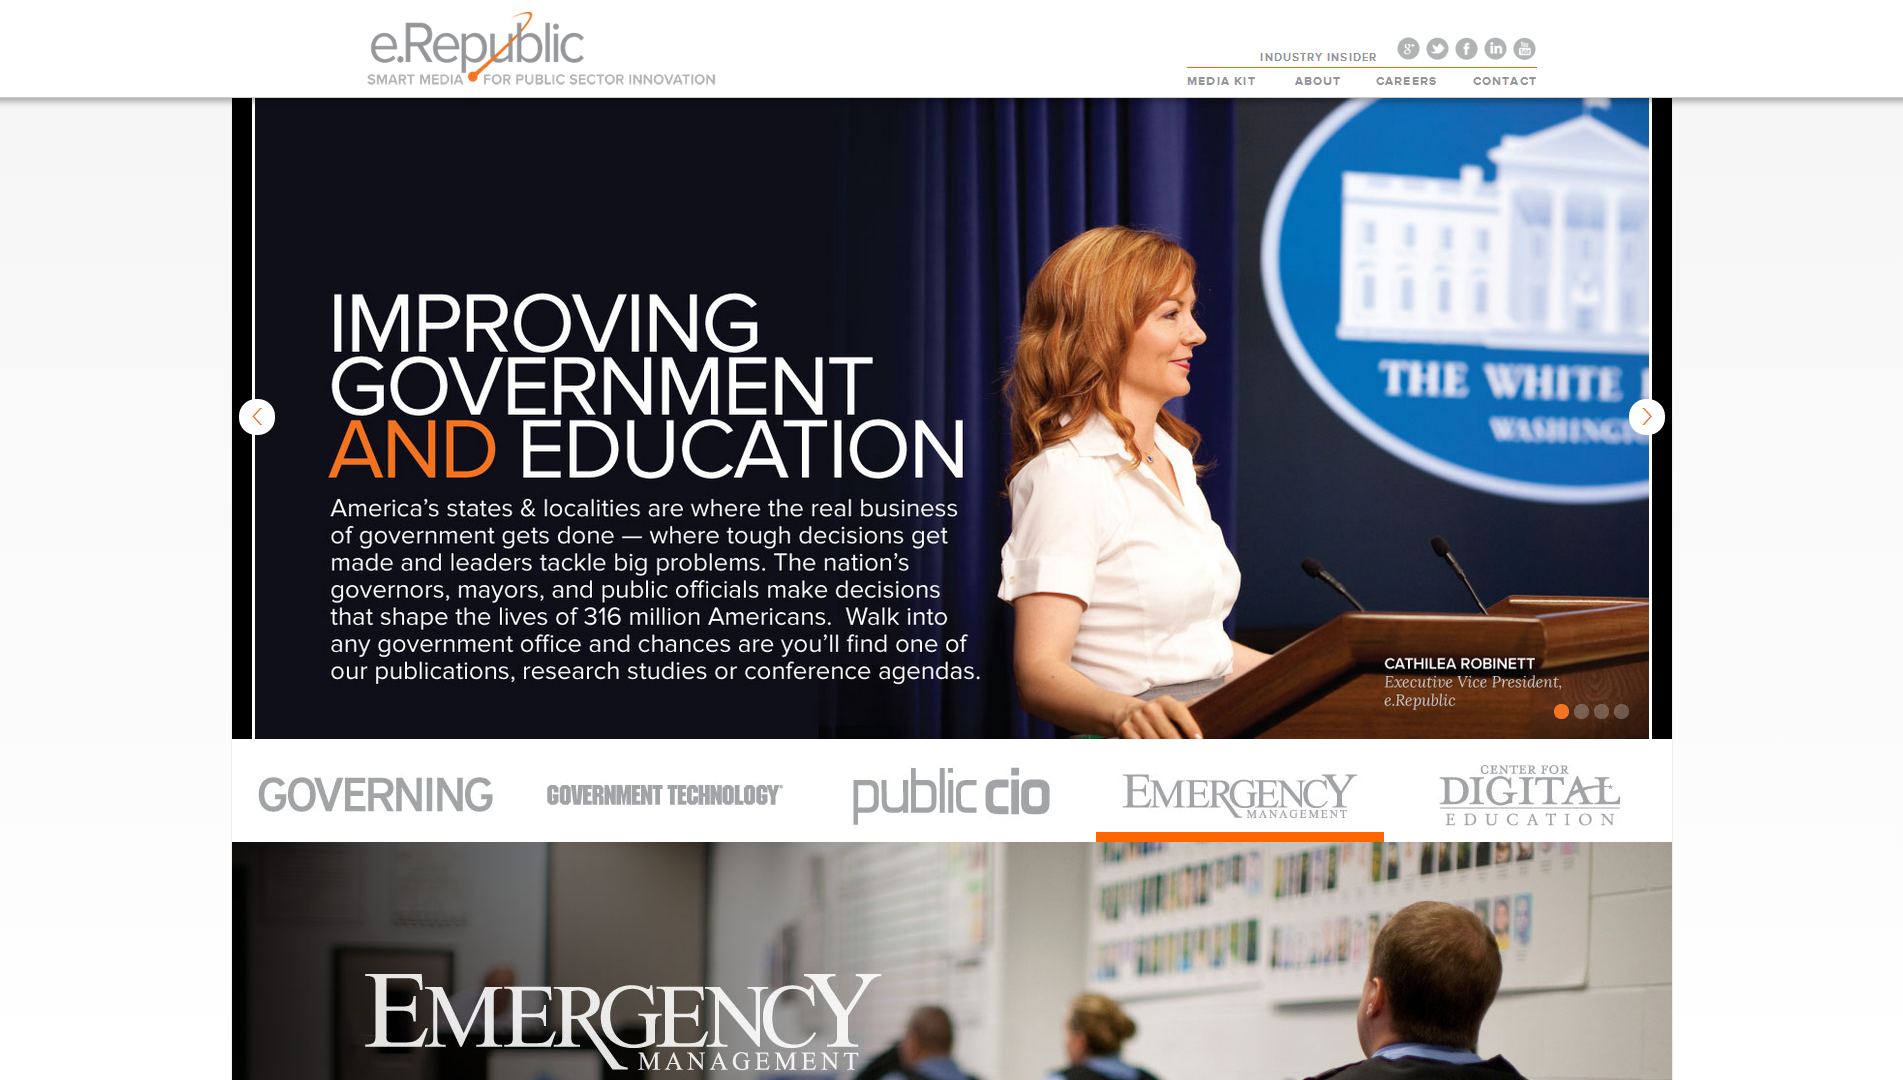 e.Republic
SMART MEDIA FOR PUBLIC SECTOR INNOVATION
INDUSTRY INSIDER
MEDIA KIT ABOUT CAREERS CONTACT
IMPROVING
GOVERNMENT
AND EDUCATION
America’s states & localities are where the real business
of government gets done — where tough decisions get
made and leaders tackle big problems. The nation’s
governors, mayors, and public officials make decisions
that shape the lives of 316 million Americans.  Walk into
any government office and chances are you’ll find one of
our publications, research studies or conference agendas.
THE WHITE
CATHILEA ROBINETT
Executive Vice President,
e.Republic
GOVERNING
GOVERNMENT TECHNOLOGY
public cio
EMERGENCY
MANAGEMENT
CENTER FOR
DIGITAL
EDUCATION
EMERGENCY
MANAGEMENT